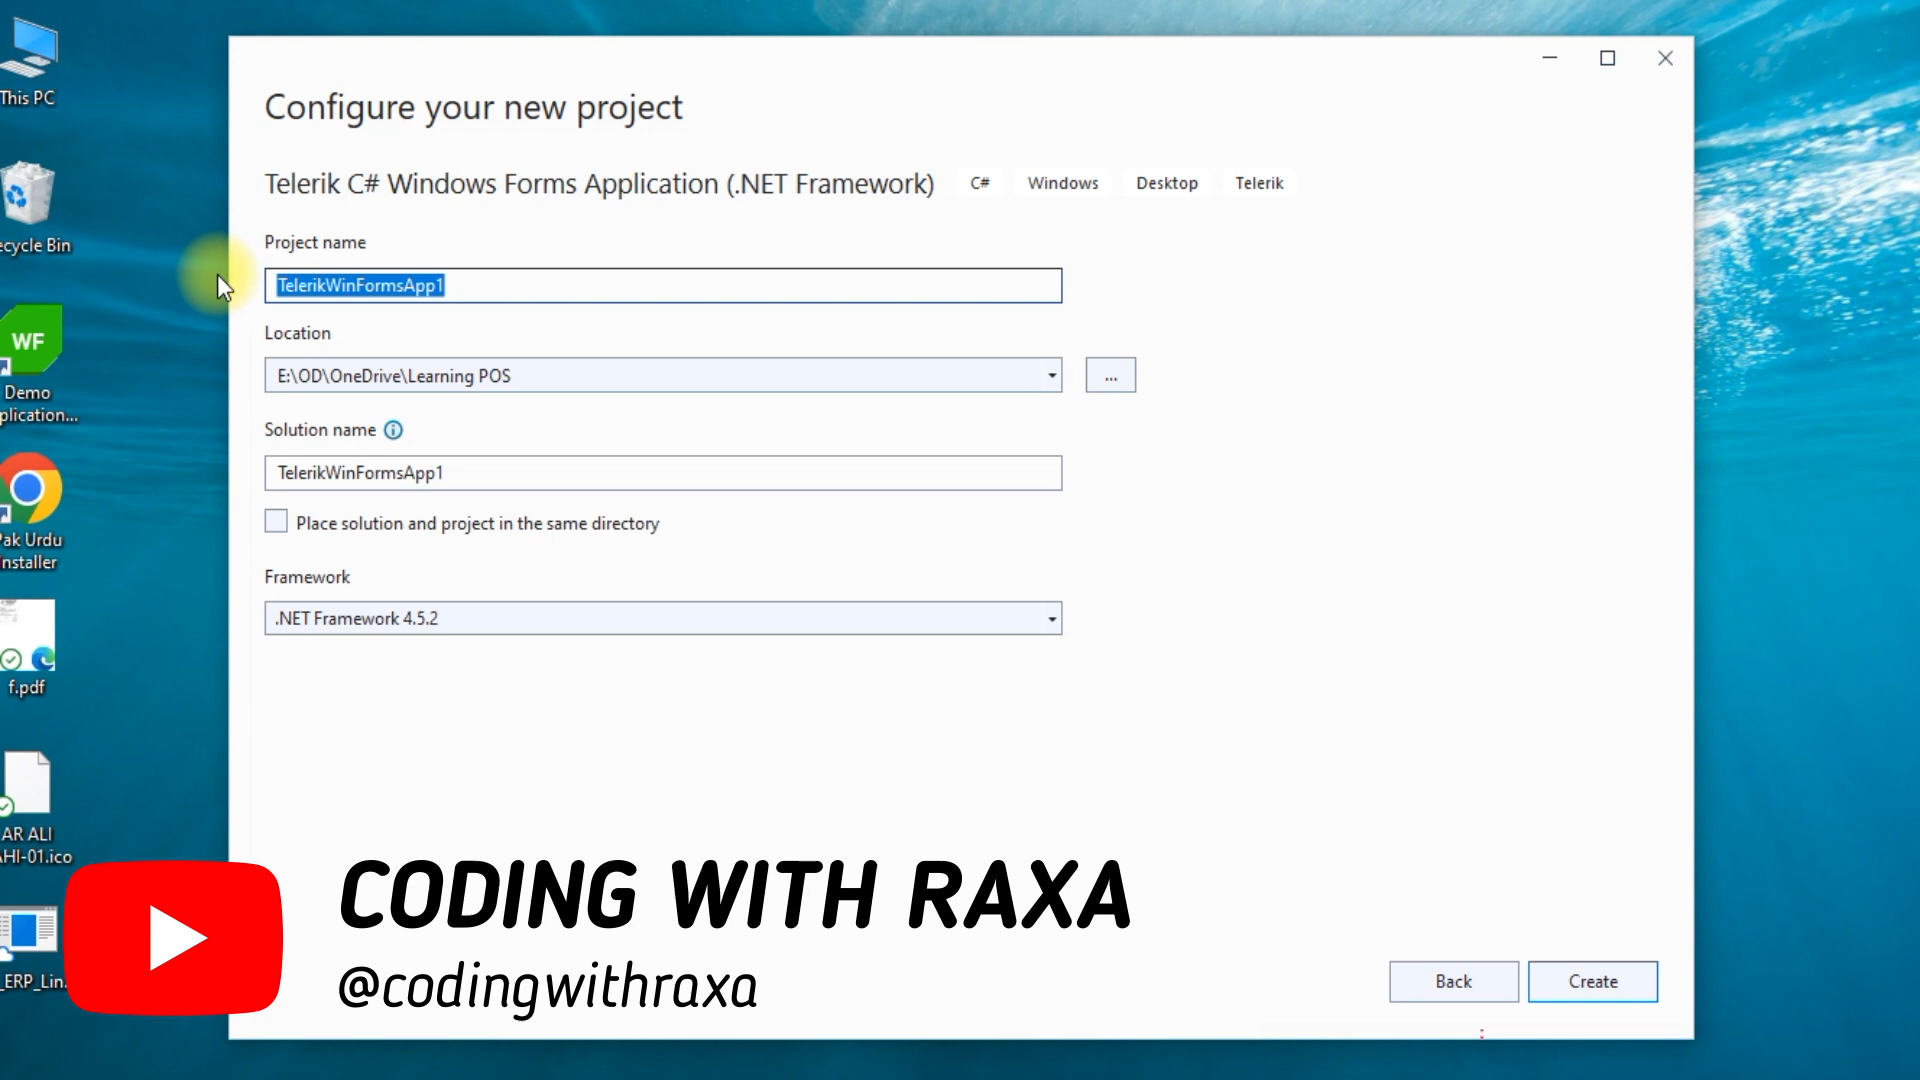 This PC
ecycle Bin
WF
Demo
plication...
Pak Urdu
nstaller
f.pdf
AR ALI
AHI-01.ico
_ERP_Lin.
Configure your new project
Telerik C# Windows Forms Application (.NET Framework) C# Windows Desktop Telerik
Project name
TelerikWinFormsApp1
Location
E:\OD\OneDrive\Learning POS
...
Solution name
TelerikWinFormsApp1
Place solution and project in the same directory
Framework
.NET Framework 4.5.2
CODING WITH RAXA
@codingwithraxa
Back Create